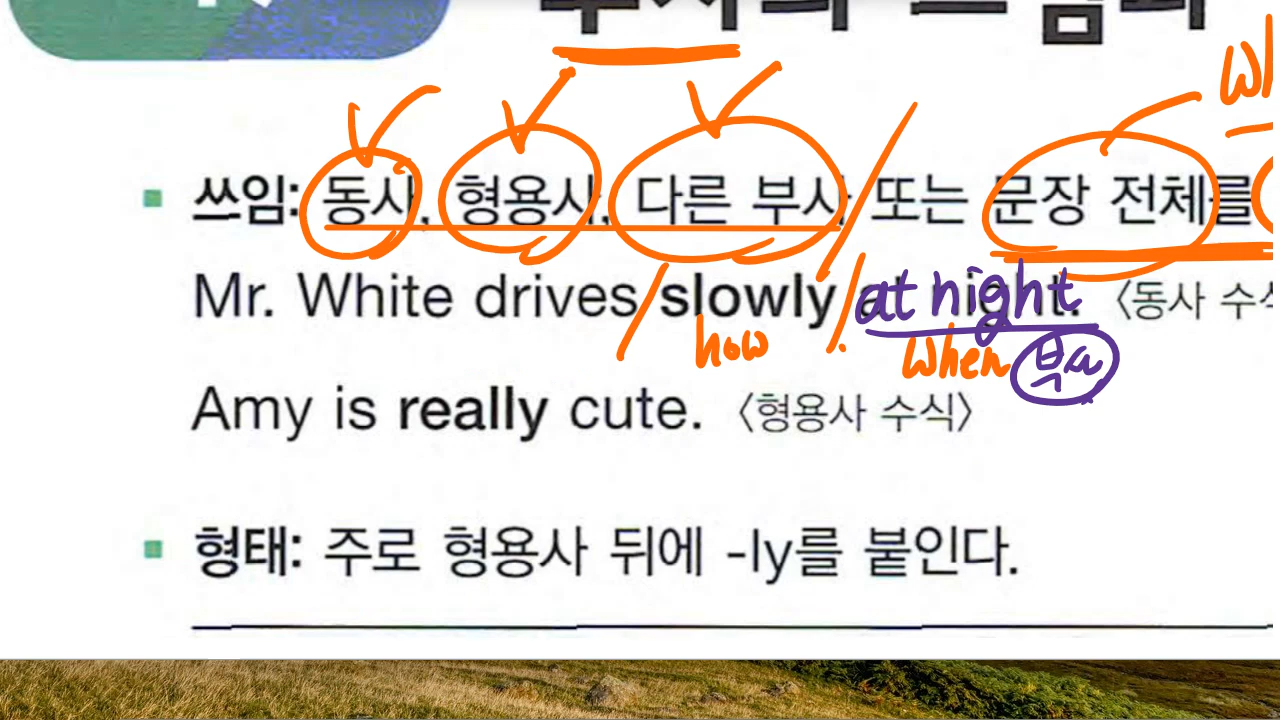 쓰임: 동사, 형용사, 다른 부사 또는 문장 전체를
Mr. White drives slowly at night. 〈동사 수식
how
when 부사
Amy is really cute. 〈형용사 수식〉
형태: 주로 형용사 뒤에 -ly를 붙인다.